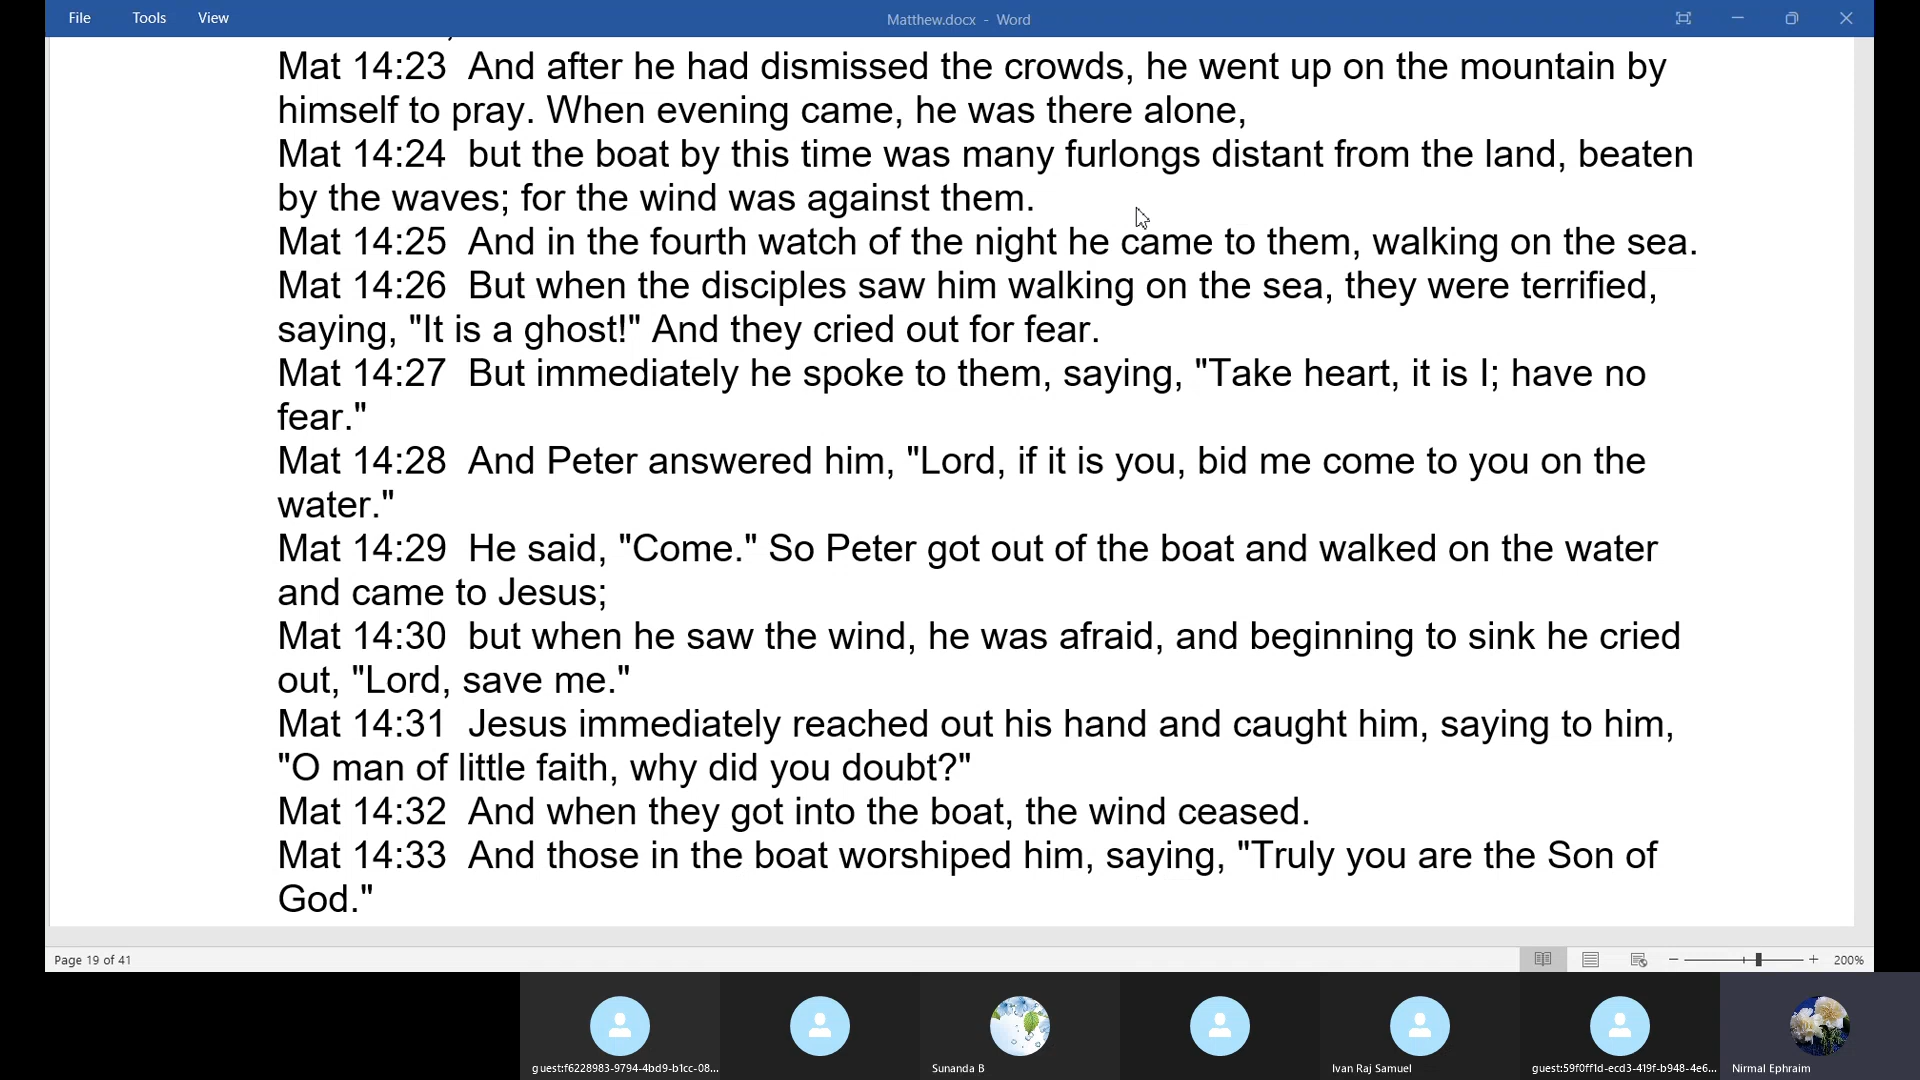 File Tools View Matthew.docx - Word
Mat 14:23 And after he had dismissed the crowds, he went up on the mountain by
himself to pray. When evening came, he was there alone,
Mat 14:24 but the boat by this time was many furlongs distant from the land, beaten
by the waves; for the wind was against them.
Mat 14:25 And in the fourth watch of the night he came to them, walking on the sea.
Mat 14:26 But when the disciples saw him walking on the sea, they were terrified,
saying, "It is a ghost!" And they cried out for fear.
Mat 14:27 But immediately he spoke to them, saying, "Take heart, it is I; have no
fear."
Mat 14:28 And Peter answered him, "Lord, if it is you, bid me come to you on the
water."
Mat 14:29 He said, "Come." So Peter got out of the boat and walked on the water
and came to Jesus;
Mat 14:30 but when he saw the wind, he was afraid, and beginning to sink he cried
out, "Lord, save me."
Mat 14:31 Jesus immediately reached out his hand and caught him, saying to him,
"O man of little faith, why did you doubt?"
Mat 14:32 And when they got into the boat, the wind ceased.
Mat 14:33 And those in the boat worshiped him, saying, "Truly you are the Son of
God."
Page 19 of 41 200%
guest:f6228983-9794-4bd9-b1cc-08... Sunanda B Ivan Raj Samuel guest:59f0ff1d-ecd3-419f-b948-4e6... Nirmal Ephraim